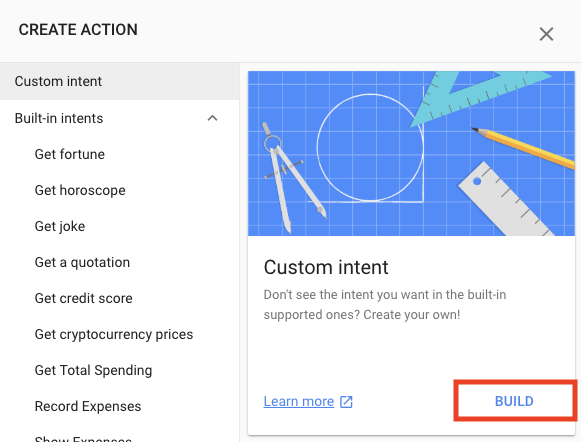 CREATE ACTION
Custom intent
Built-in intents
Get fortune
Get horoscope
Get joke
Get a quotation
Get credit score
Get cryptocurrency prices
Get Total Spending
Record Expenses
Show Expenses
Custom intent
Don't see the intent you want in the built-in
supported ones? Create your own!
Learn more
BUILD